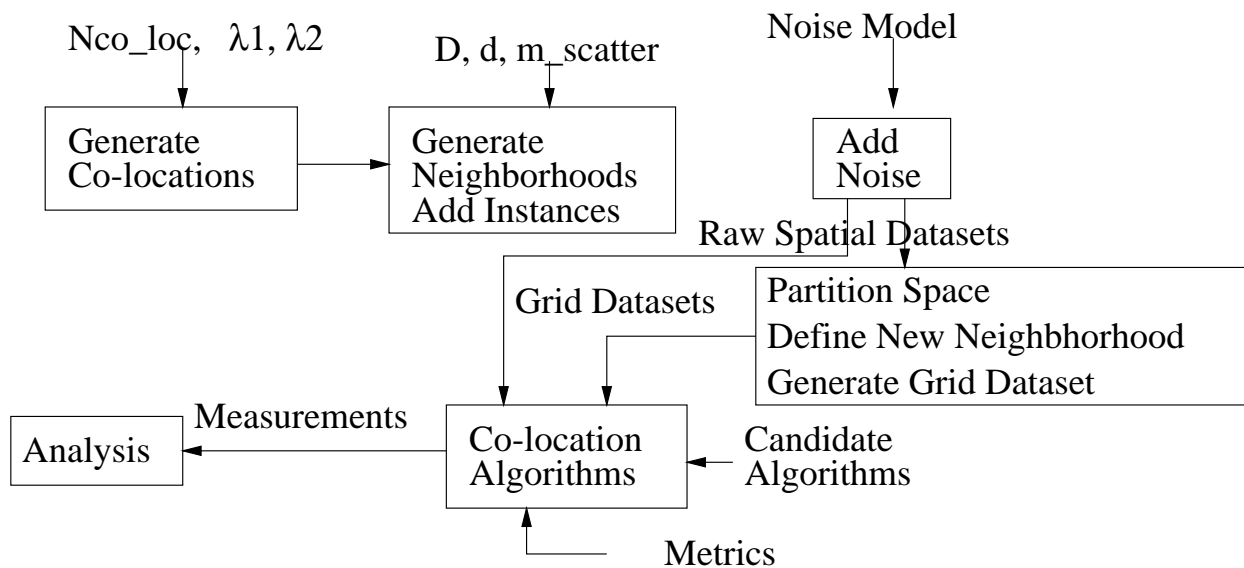 Nco_loc, λ1, λ2
D, d, m_scatter
Noise Model
Generate
Co-locations
Generate
Neighborhoods
Add Instances
Add
Noise
Raw Spatial Datasets
Grid Datasets
Partition Space
Define New Neighbhorhood
Generate Grid Dataset
Measurements
Analysis
Co-location
Algorithms
Candidate
Algorithms
Metrics